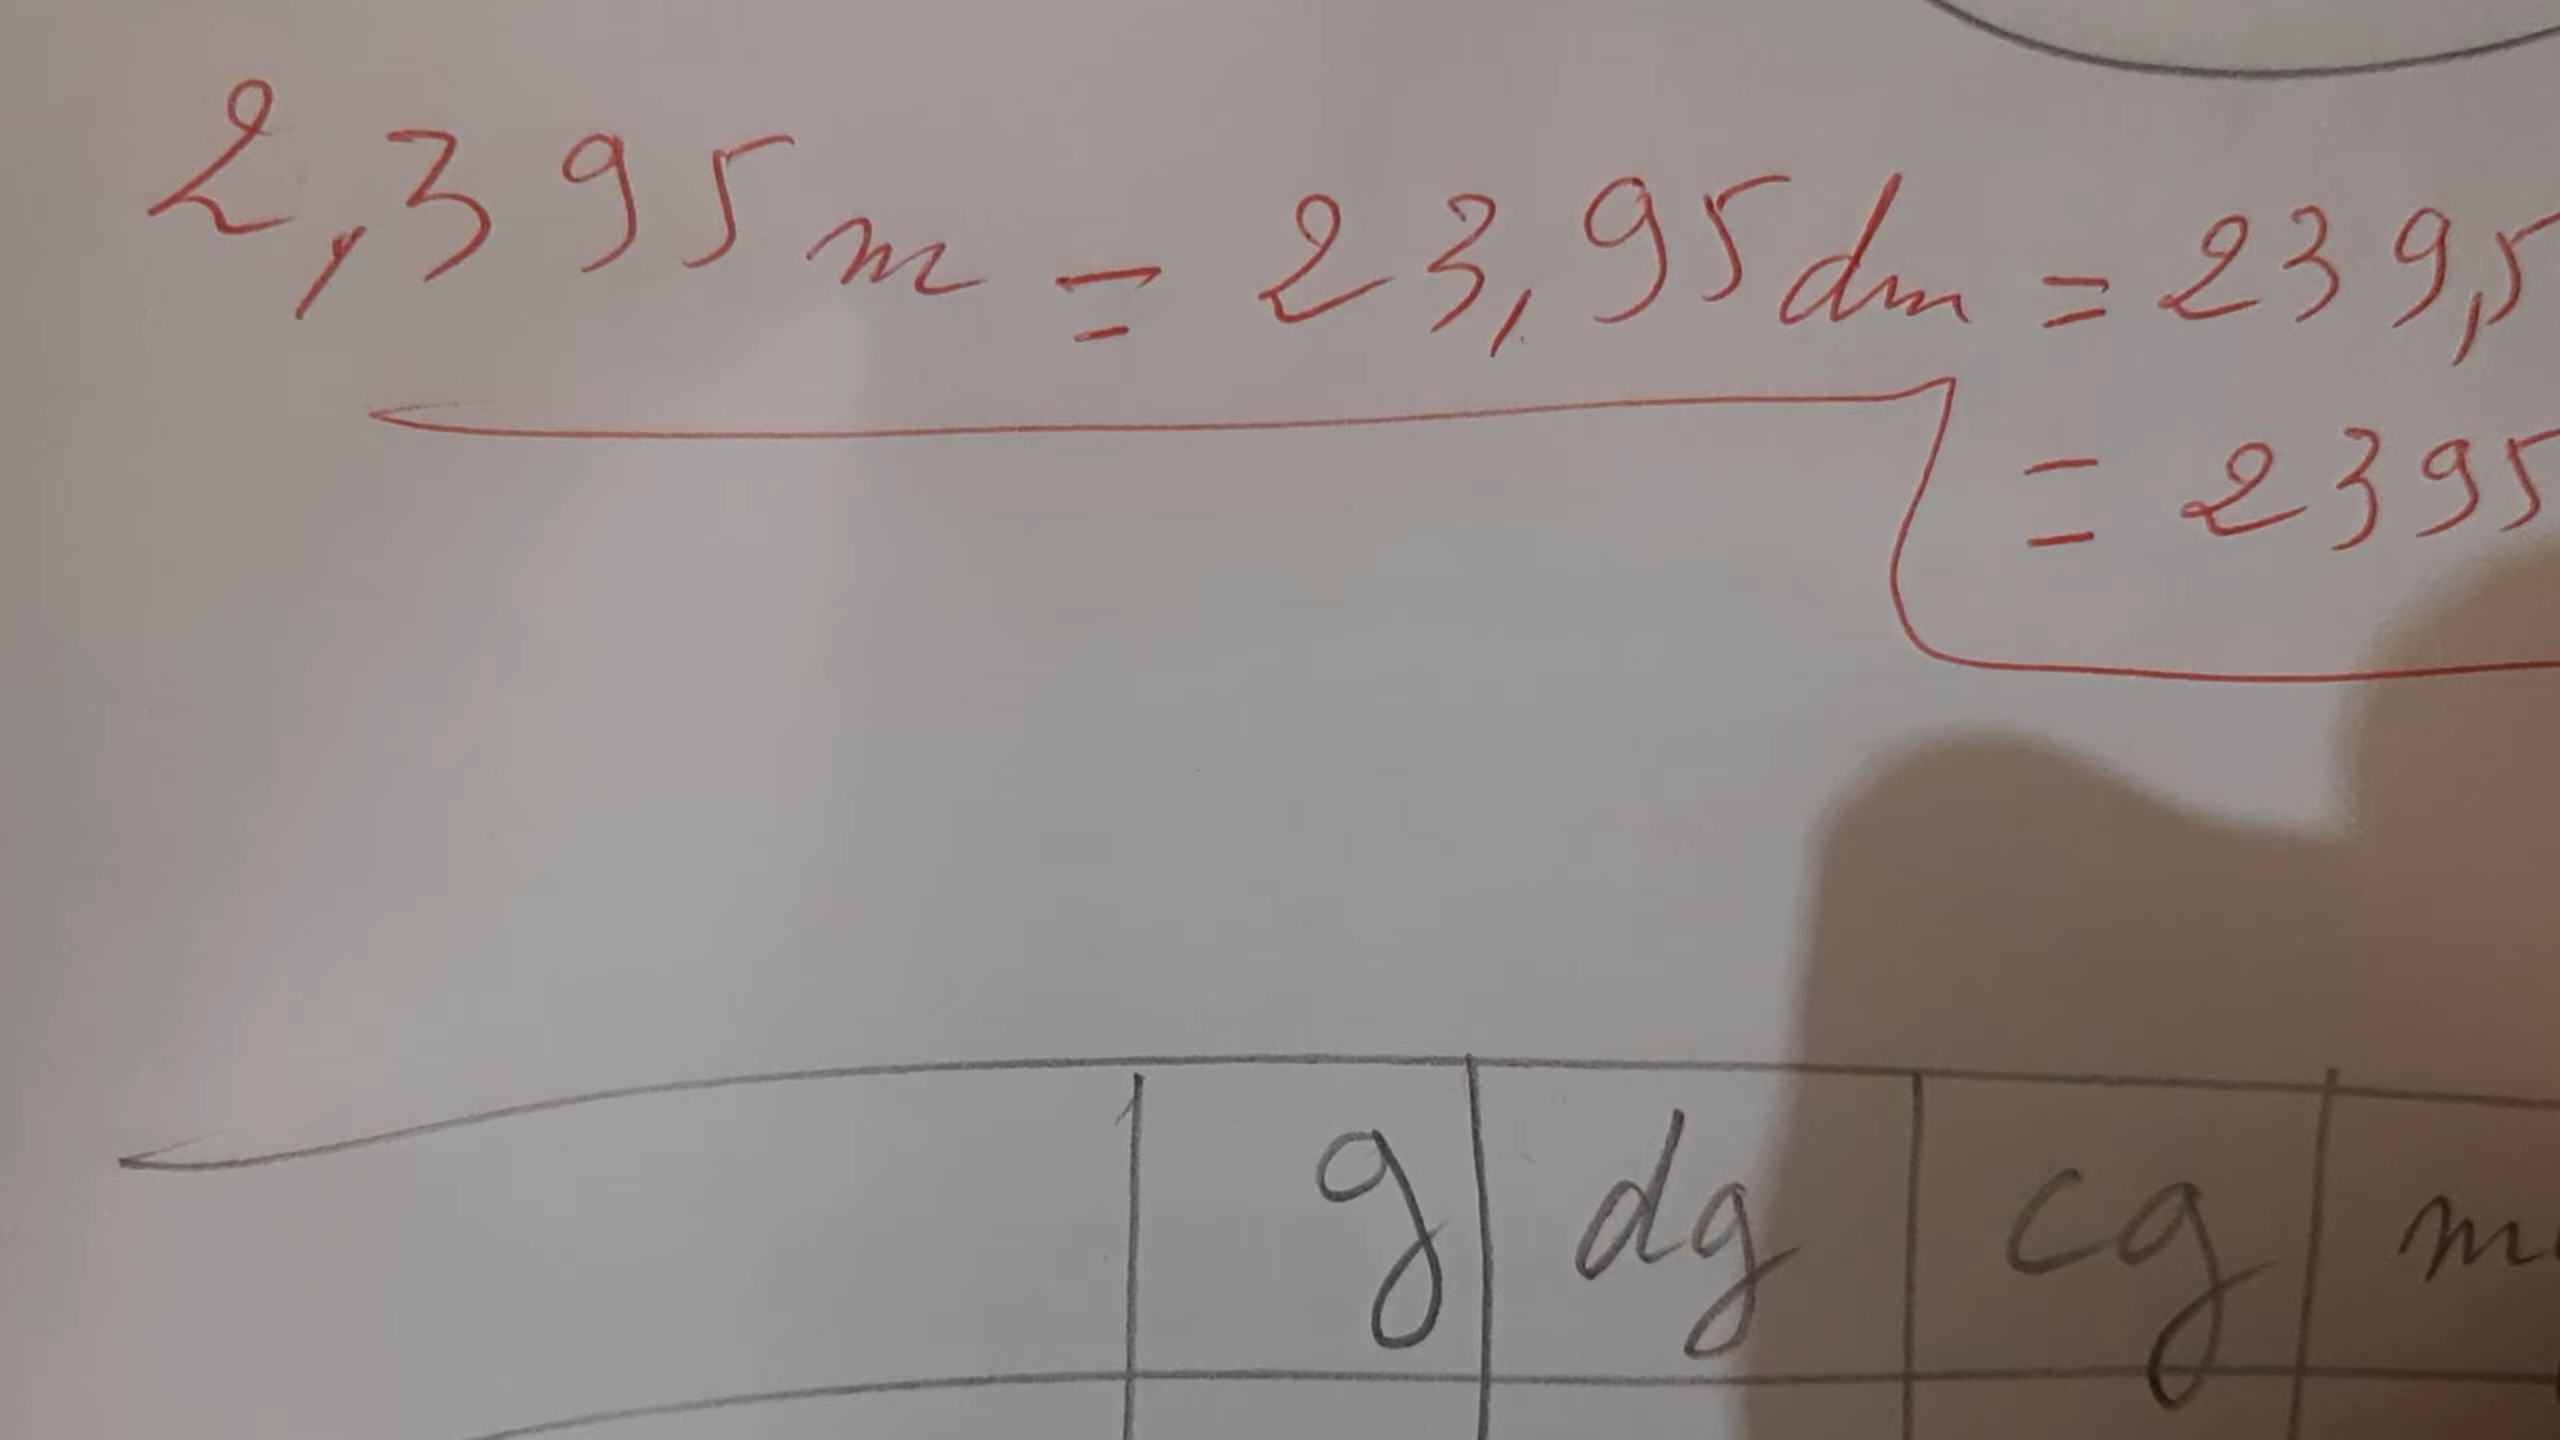 2,395 m = 23,95 dm = 239,5
= 2395
g dg cg